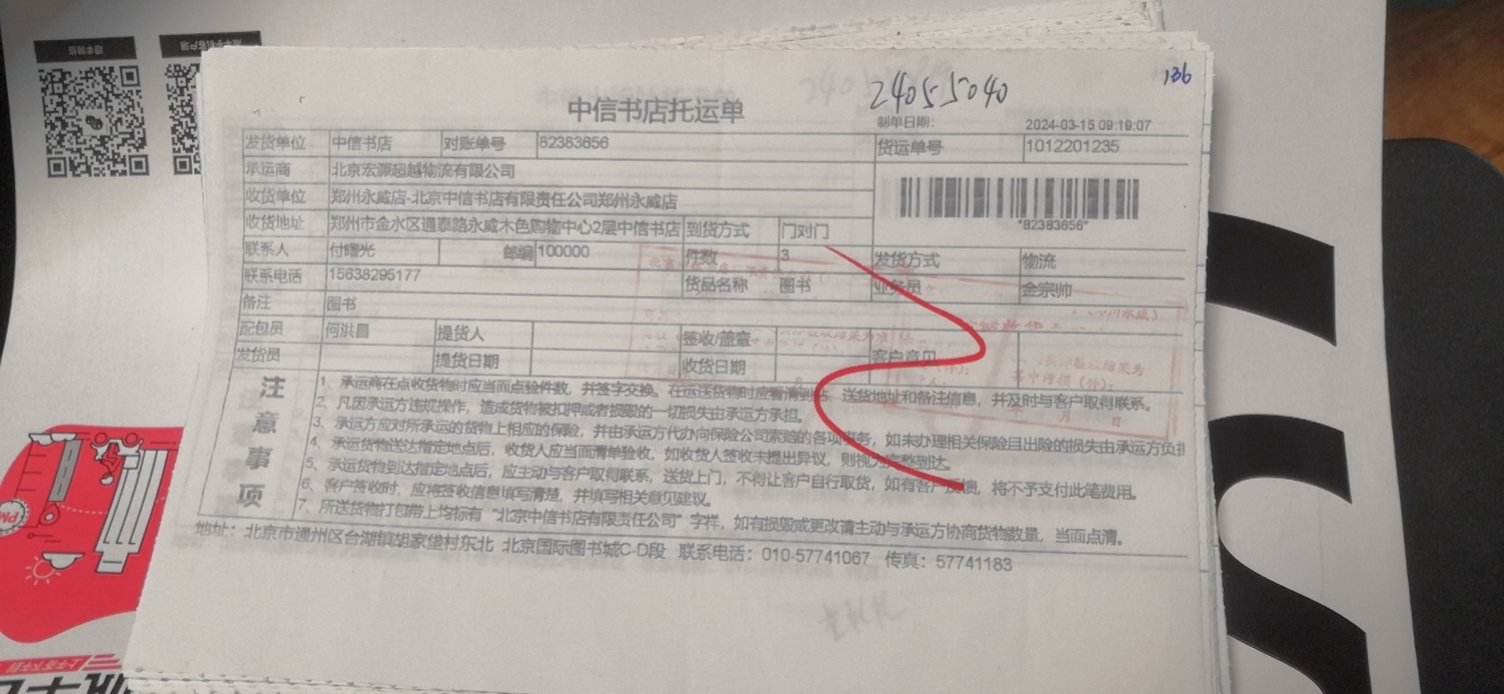 136
24055040
中信书店托运单
制单日期： 2024-03-15 09:19:07
发货单位 中信书店 对账单号 82383656 货运单号 1012201235
承运商 北京宏源超越物流有限公司
收货单位 郑州永威店-北京中信书店有限责任公司郑州永威店
*82383656*
收货地址 郑州市金水区通泰路永威木色购物中心2层中信书店 到货方式 门对门
联系人 付曙光 邮编 100000 件数 3 发货方式 物流
联系电话 15638295177 货品名称 图书 业务员 金宗帅
备注 图书
配包员 何洪昌 提货人 签收/盖章 客户意见
发货员 提货日期 收货日期
注意事项
1、承运商在点收货物时应当面点验件数，并签字交换。在运送货物时应看清到站、送货地址和备注信息，并及时与客户取得联系。
2、凡因承运方违规操作，造成货物被扣押或者损毁的一切损失由承运方承担。
3、承运方应对所承运的货物上相应的保险，并由承运方代办向保险公司索赔的各项事务，如未办理相关保险且出险的损失由承运方负担
4、承运货物送达指定地点后，收货人应当面清单验收，如收货人签收未提出异议，则视为完整到达。
5、承运货物到达指定地点后，应主动与客户取得联系，送货上门，不得让客户自行取货，如有客户反馈，将不予支付此笔费用。
6、客户签收时，应将签收信息填写清楚，并填写相关意见建议。
7、所送货物打包带上均标有“北京中信书店有限责任公司”字样，如有损毁或更改请主动与承运方协商货物数量，当面点清。
地址：北京市通州区台湖镇胡家垡村东北 北京国际图书城C-D段 联系电话：010-57741067 传真：57741183